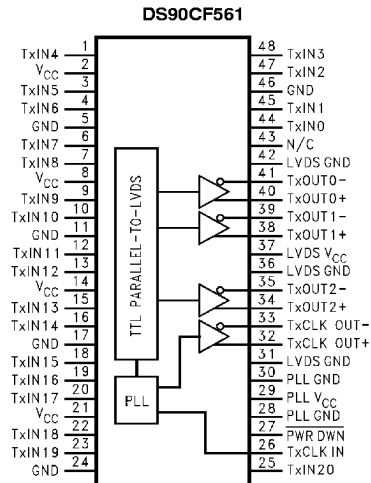 DS90CF561
TxIN4 1
VCC 2
TxIN5 3
TxIN6 4
GND 5
TxIN7 6
TxIN8 7
VCC 8
TxIN9 9
TxIN10 10
GND 11
TxIN11 12
TxIN12 13
VCC 14
TxIN13 15
TxIN14 16
GND 17
TxIN15 18
TxIN16 19
TxIN17 20
VCC 21
TxIN18 22
TxIN19 23
GND 24
TTL PARALLEL-TO-LVDS
PLL
48 TxIN3
47 TxIN2
46 GND
45 TxIN1
44 TxIN0
43 N/C
42 LVDS GND
41 TxOUT0-
40 TxOUT0+
39 TxOUT1-
38 TxOUT1+
37 LVDS VCC
36 LVDS GND
35 TxOUT2-
34 TxOUT2+
33 TxCLK OUT-
32 TxCLK OUT+
31 LVDS GND
30 PLL GND
29 PLL VCC
28 PLL GND
27 PWR DWN
26 TxCLK IN
25 TxIN20